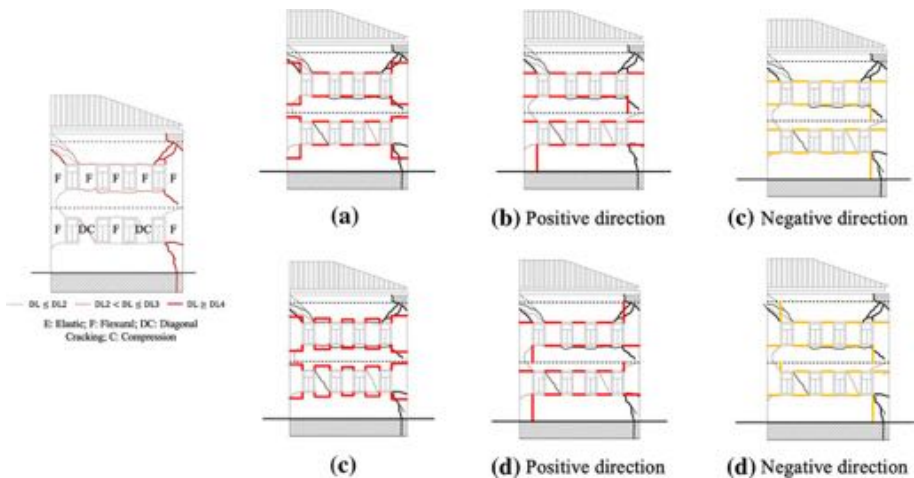 (a)
(b) Positive direction
(c) Negative direction
F F F F F
F DC F DC F
DL ≤ DL2 DL2 < DL ≤ DL3 DL ≥ DL4
E: Elastic; F: Flexural; DC: Diagonal
Cracking; C: Compression
(c)
(d) Positive direction
(d) Negative direction